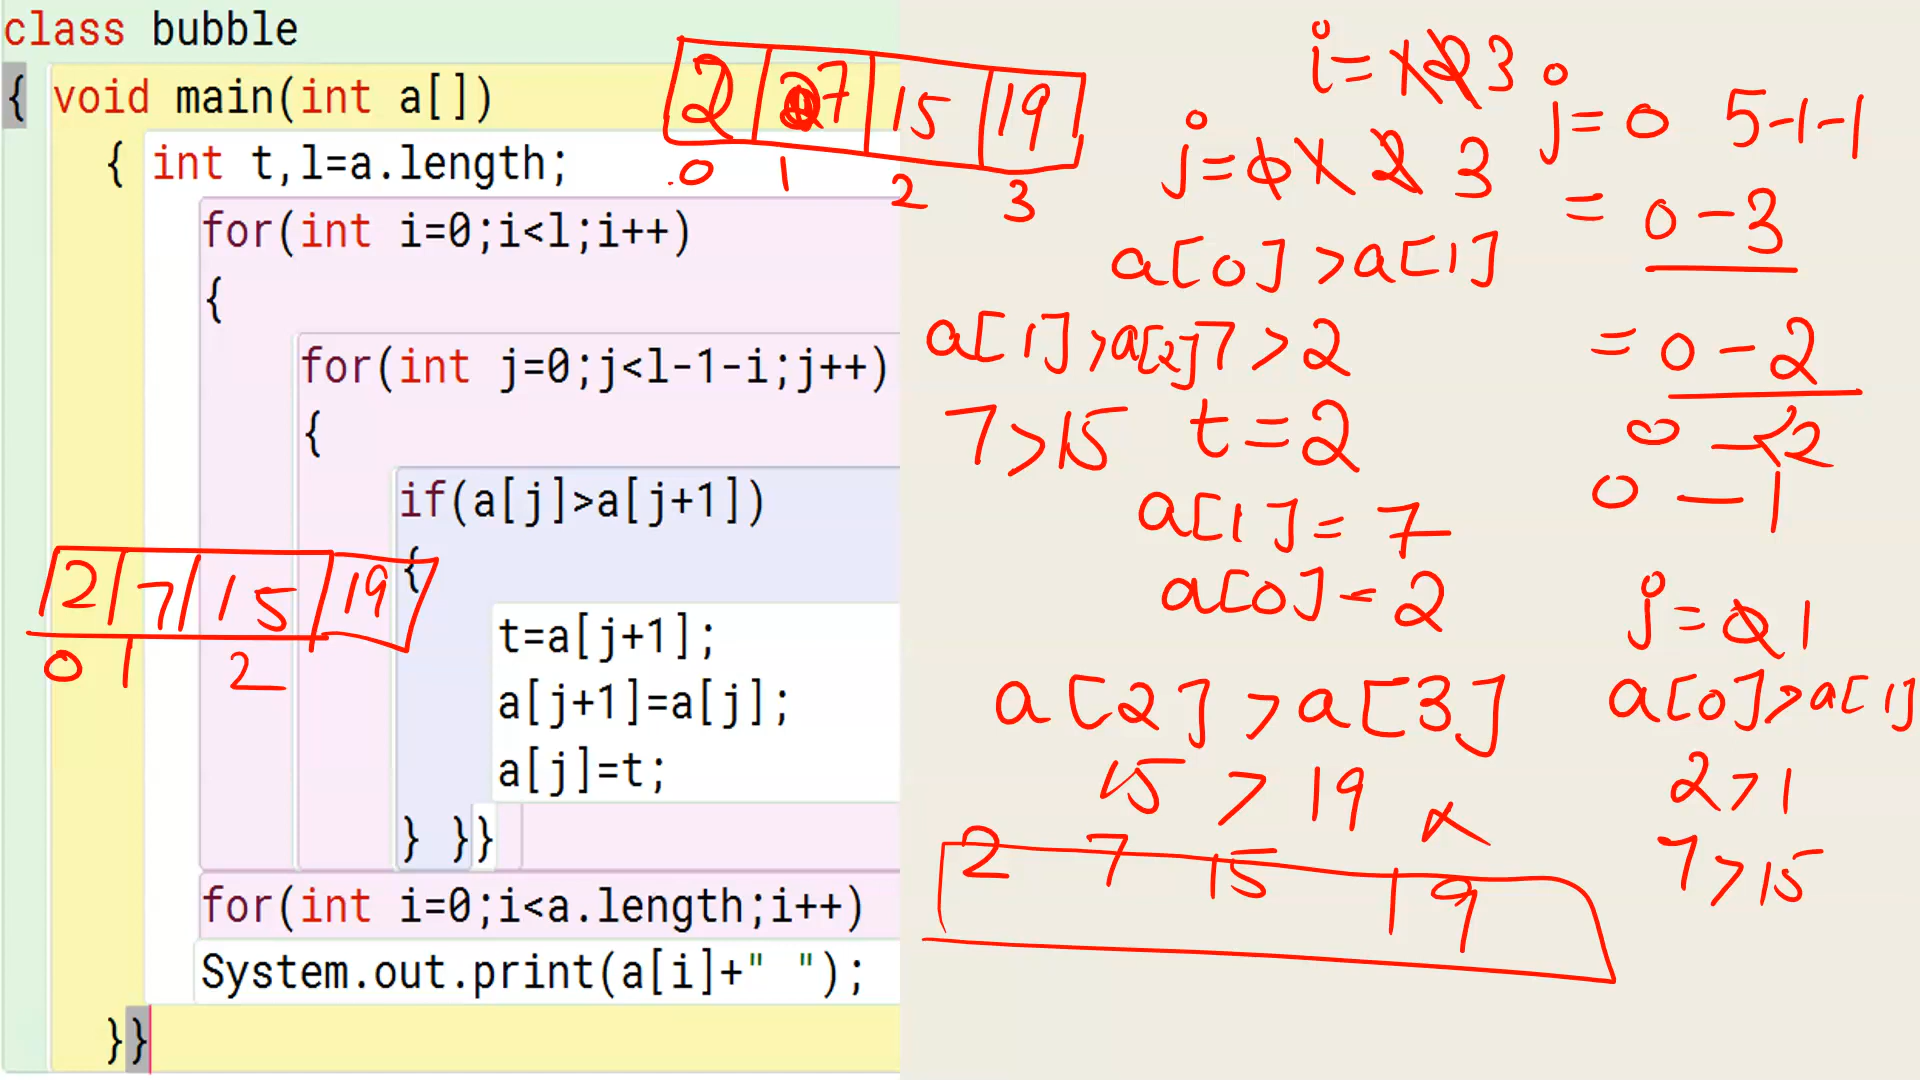 class bubble
{ void main(int a[])
{ int t,l=a.length;
for(int i=0;i<l;i++)
{
for(int j=0;j<l-1-i;j++)
{
if(a[j]>a[j+1])
{
t=a[j+1];
a[j+1]=a[j];
a[j]=t;
} }}
for(int i=0;i<a.length;i++)
System.out.print(a[i]+" ");
}}
2 7 15 19
0 1 2 3
2 7 15 19
0 1 2
i= 1 2 3
j= 0 1 2 3
a[0] >a[1]
a[1]>a[2] 7 > 2
7>15 t=2
a[1]=7
a[0]=2
a[2] > a[3]
15 > 19 x
2 7 15 19
j= 0 5-1-1
= 0-3
= 0-2
0 -<2
0 - 1
j= 0 1
a[0]>a[1]
2>1
7>15